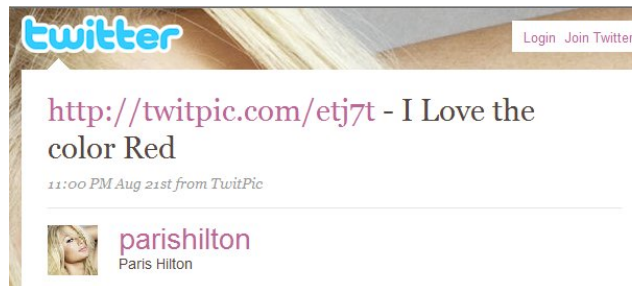 twitter
Login Join Twitter
http://twitpic.com/etj7t - I Love the
color Red
11:00 PM Aug 21st from TwitPic
parishilton
Paris Hilton